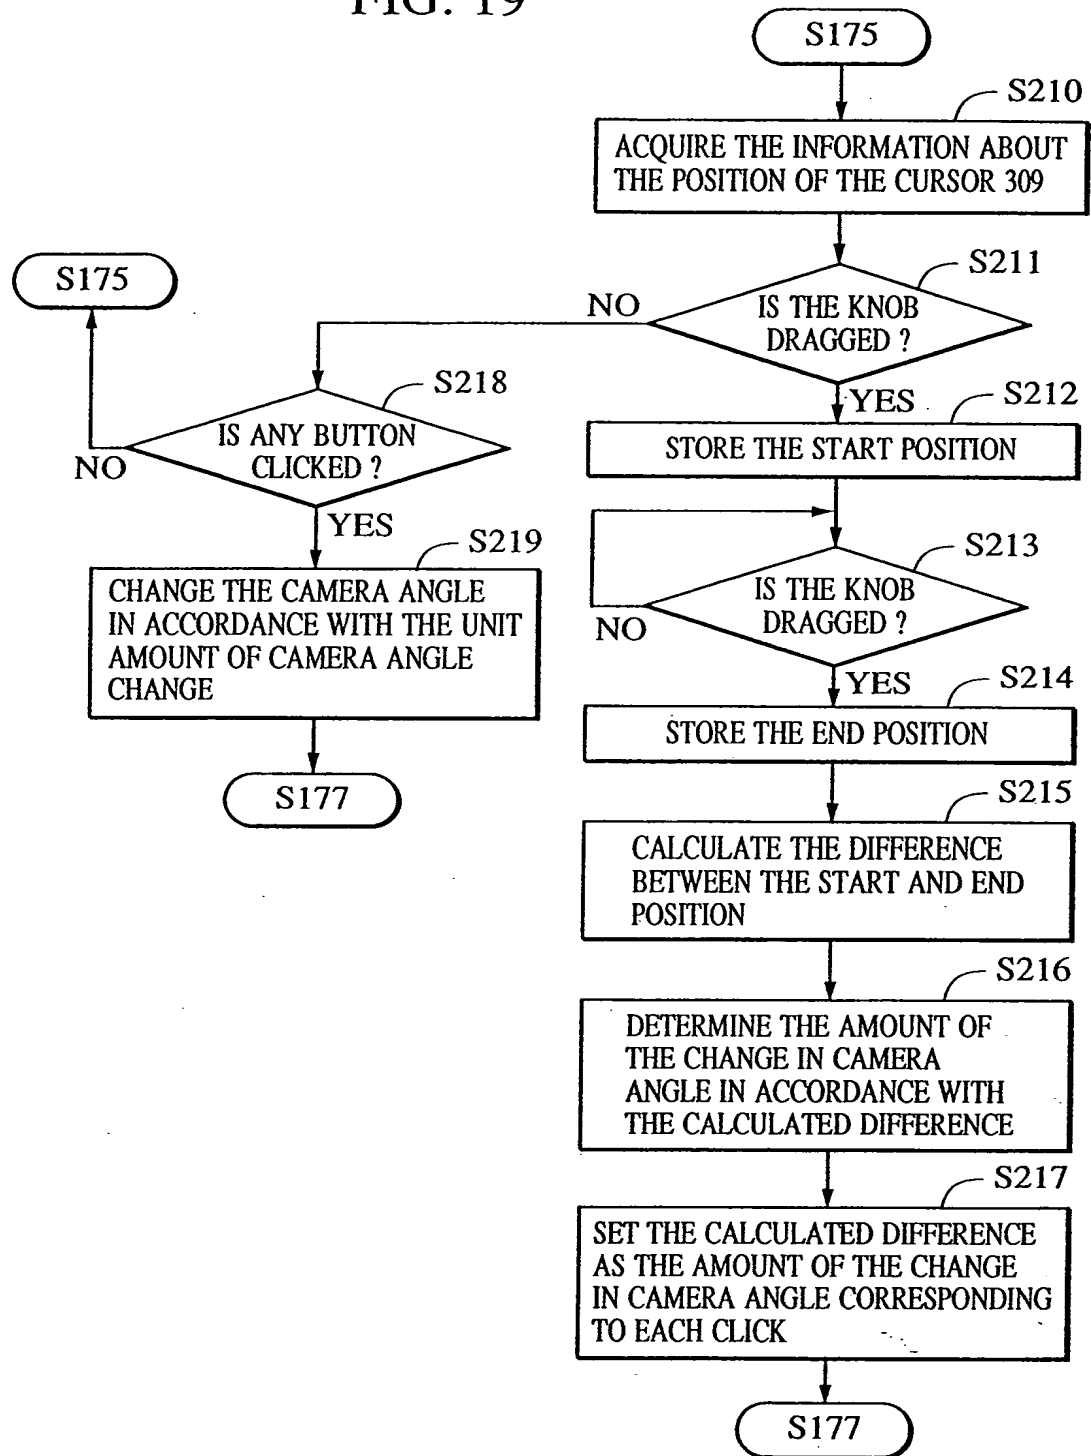 FIG. 19
S175
S210
ACQUIRE THE INFORMATION ABOUT
THE POSITION OF THE CURSOR 309
S175
S211
NO
IS THE KNOB
DRAGGED ?
S218
YES
S212
IS ANY BUTTON
CLICKED ?
STORE THE START POSITION
NO
YES
S219
S213
CHANGE THE CAMERA ANGLE
IN ACCORDANCE WITH THE UNIT
AMOUNT OF CAMERA ANGLE
CHANGE
IS THE KNOB
DRAGGED ?
NO
YES
S214
STORE THE END POSITION
S177
S215
CALCULATE THE DIFFERENCE
BETWEEN THE START AND END
POSITION
S216
DETERMINE THE AMOUNT OF
THE CHANGE IN CAMERA
ANGLE IN ACCORDANCE WITH
THE CALCULATED DIFFERENCE
S217
SET THE CALCULATED DIFFERENCE
AS THE AMOUNT OF THE CHANGE
IN CAMERA ANGLE CORRESPONDING
TO EACH CLICK
S177